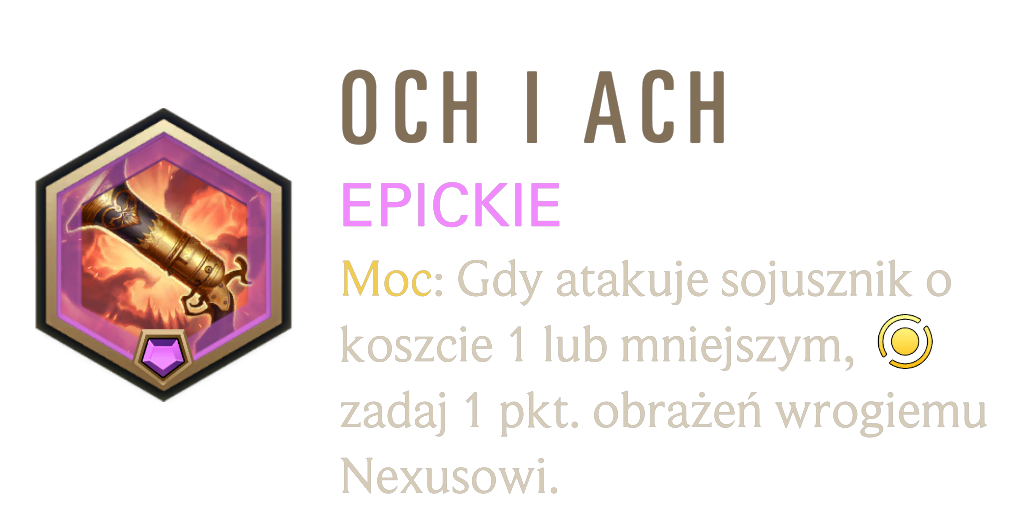 OCH I ACH
EPICKIE
Moc: Gdy atakuje sojusznik o
koszcie 1 lub mniejszym,
zadaj 1 pkt. obrażeń wrogiemu
Nexusowi.